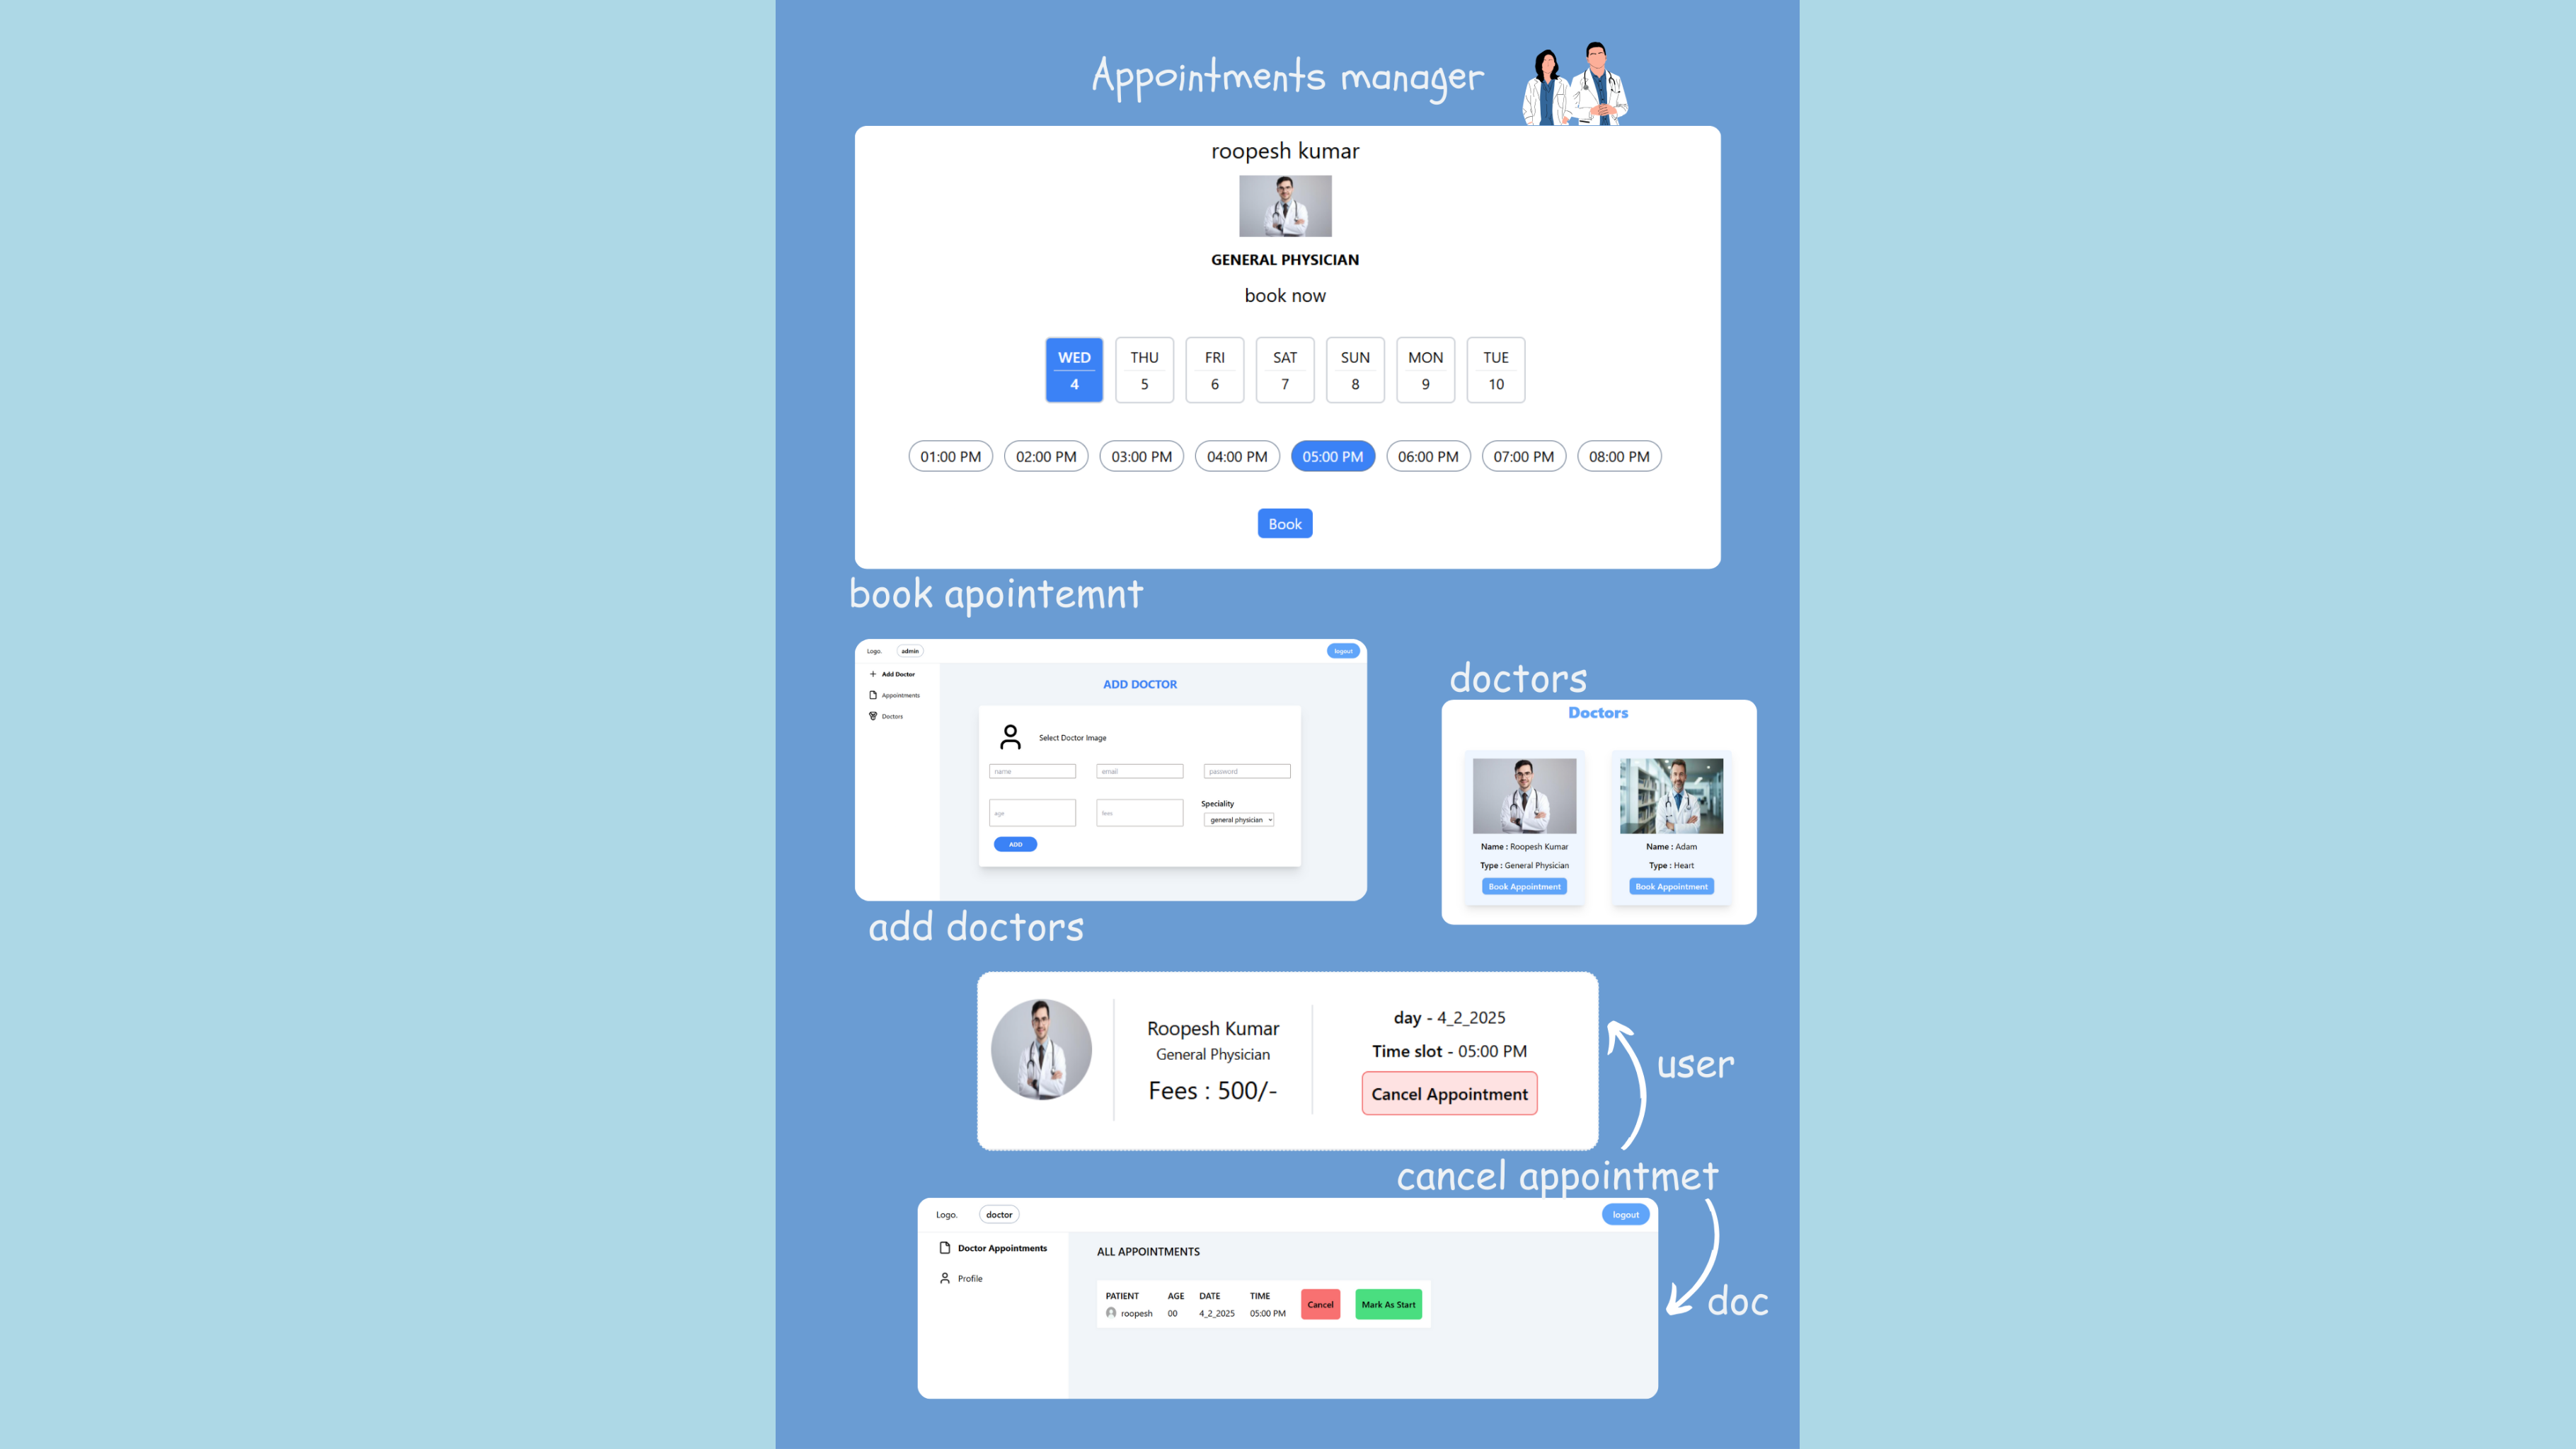 Appointments manager
roopesh kumar
GENERAL PHYSICIAN
book now
WED THU FRI SAT SUN MON TUE
4 5 6 7 8 9 10
01:00 PM 02:00 PM 03:00 PM 04:00 PM 05:00 PM 06:00 PM 07:00 PM 08:00 PM
Book
book apointemnt
Logo. admin logout
Add Doctor
Appointments
Doctors
ADD DOCTOR
Select Doctor Image
name email password
Speciality
age fees general physician
ADD
add doctors
doctors
Doctors
Name : Roopesh Kumar
Type : General Physician
Book Appointment
Name : Adam
Type : Heart
Book Appointment
Roopesh Kumar
General Physician
Fees : 500/-
day - 4_2_2025
Time slot - 05:00 PM
Cancel Appointment
user
cancel appointmet
doc
Logo. doctor logout
Doctor Appointments
Profile
ALL APPOINTMENTS
PATIENT AGE DATE TIME
roopesh 00 4_2_2025 05:00 PM
Cancel
Mark As Start